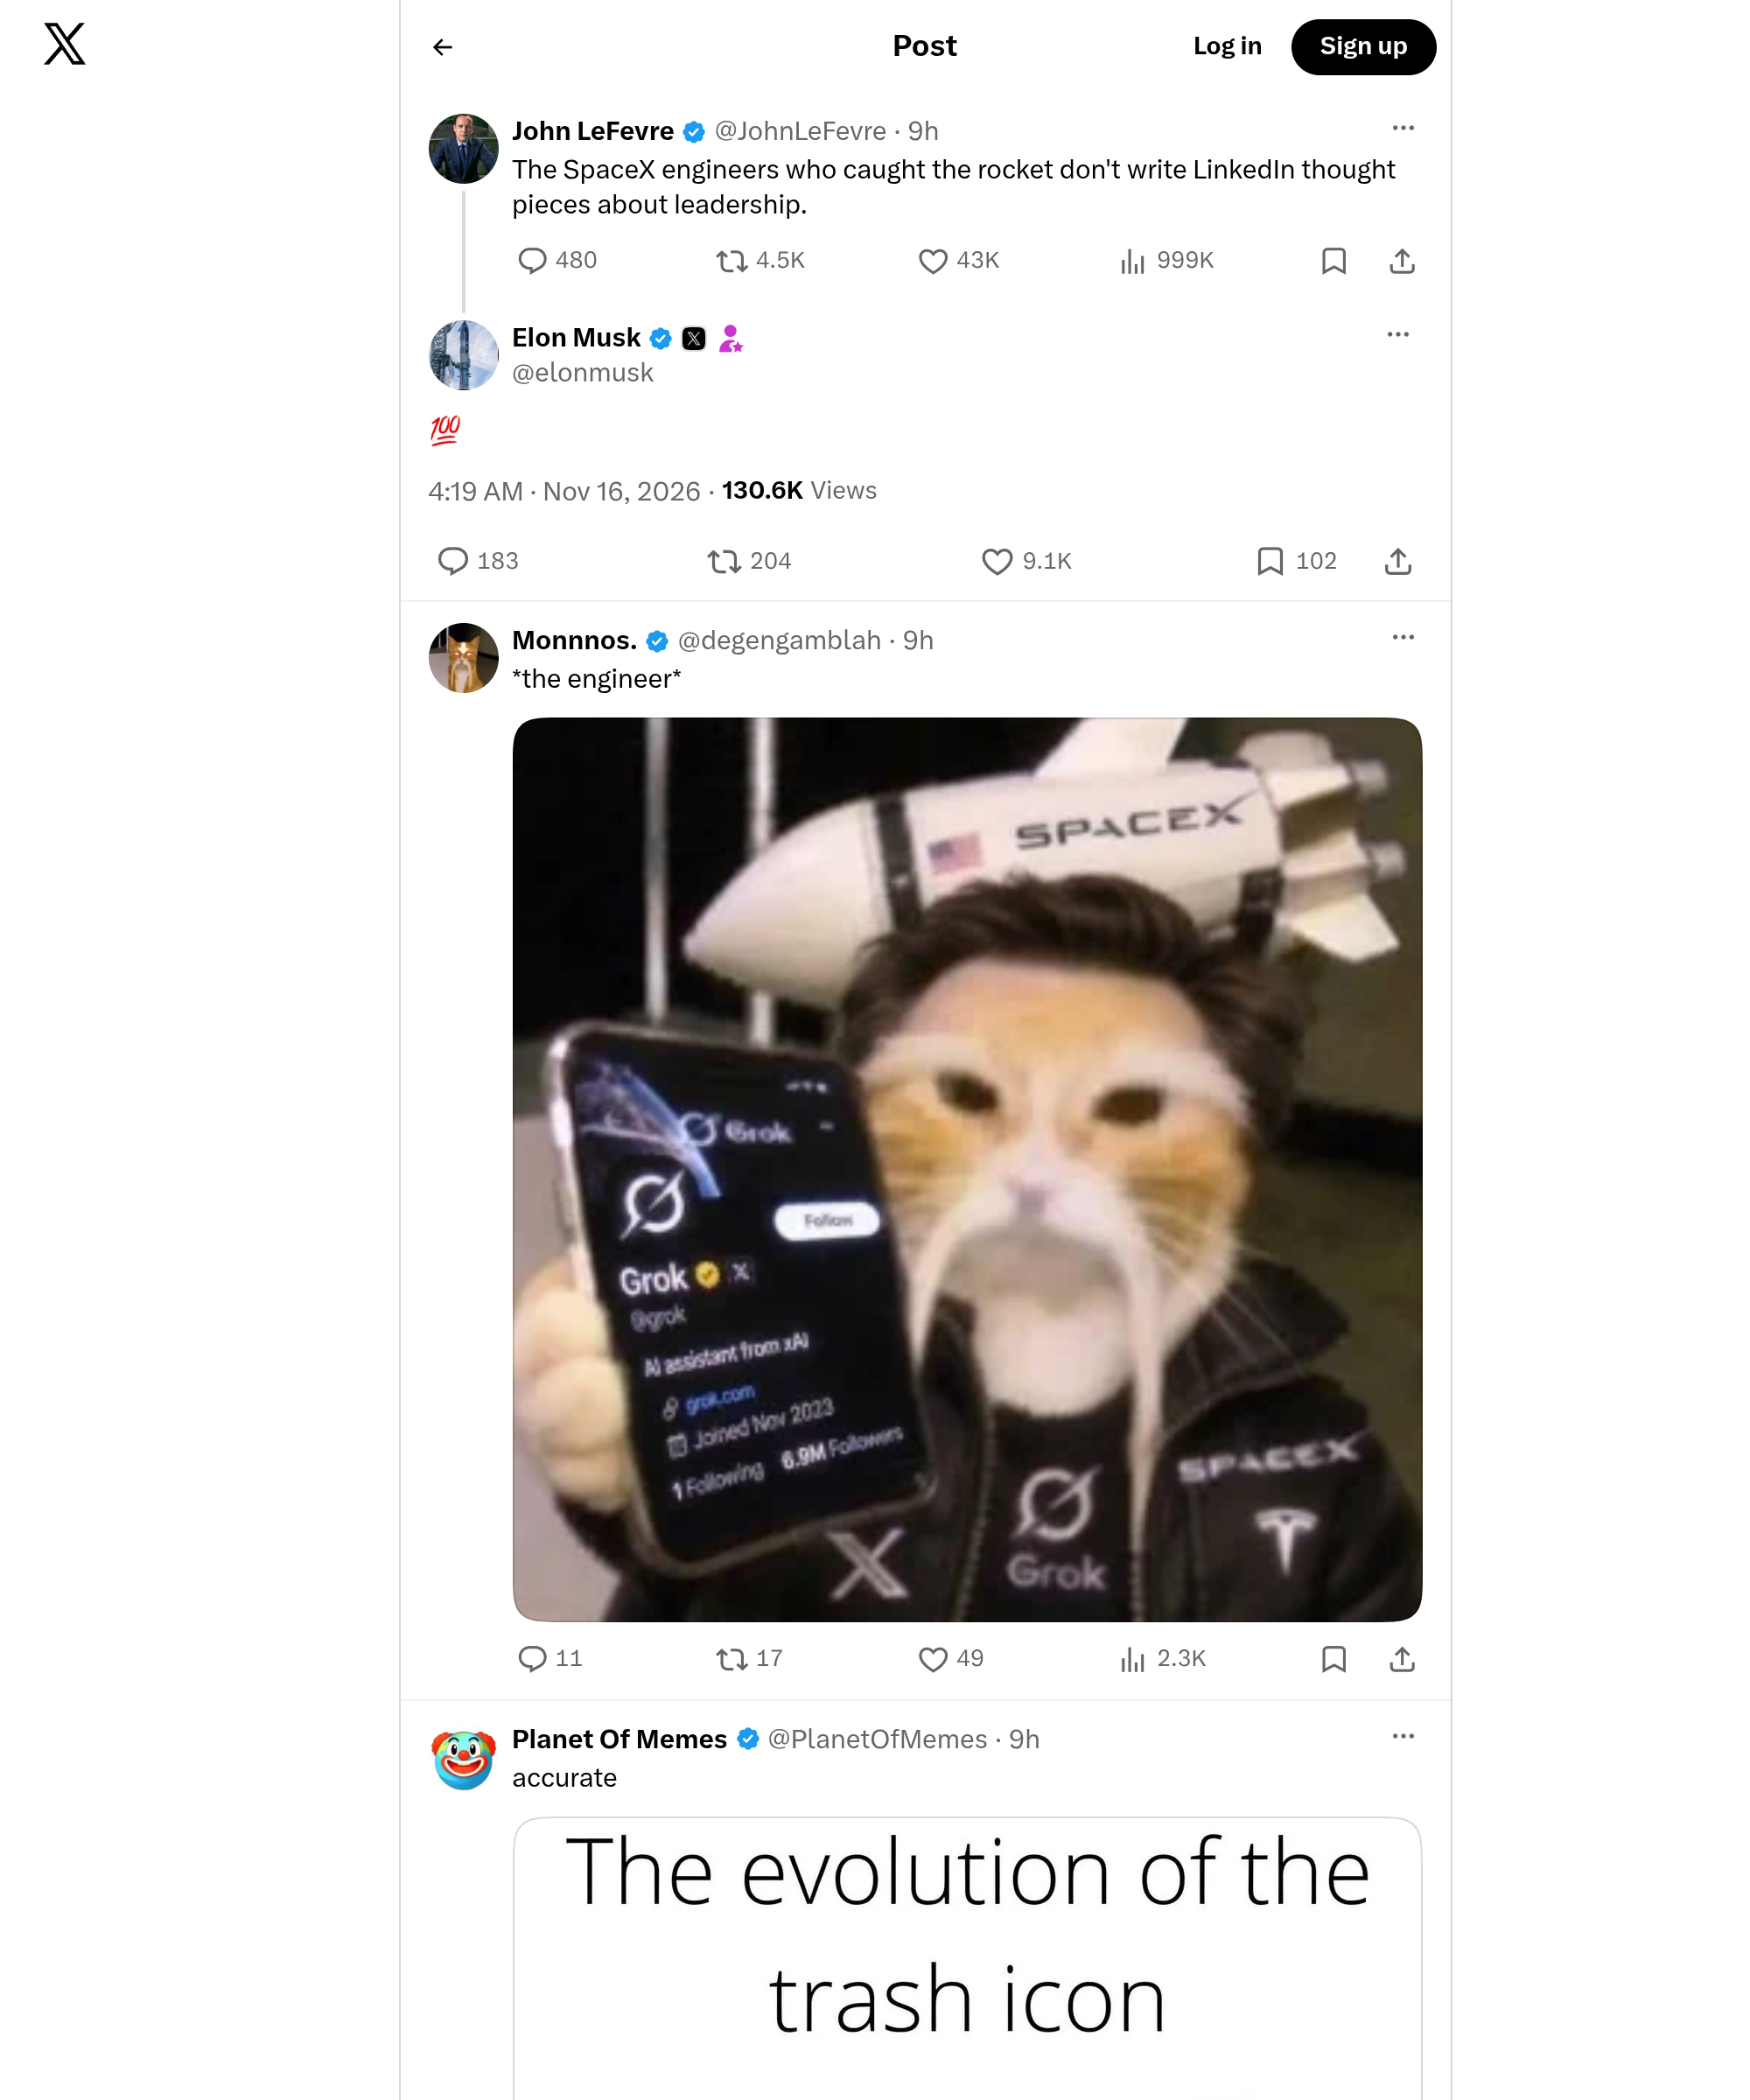 Post
Log in
Sign up
John LeFevre @JohnLeFevre · 9h
The SpaceX engineers who caught the rocket don't write LinkedIn thought
pieces about leadership.
480 4.5K 43K 999K
Elon Musk
@elonmusk
💯
4:19 AM · Nov 16, 2026 · 130.6K Views
183 204 9.1K 102
Monnnos. @degengamblah · 9h
*the engineer*
SPACEX
Grok
Follow
Grok
@grok
AI assistant from xAI
grok.com
Joined Nov 2023
1 Following 6.9M Followers
SPACEX
Grok
11 17 49 2.3K
Planet Of Memes @PlanetOfMemes · 9h
accurate
The evolution of the
trash icon